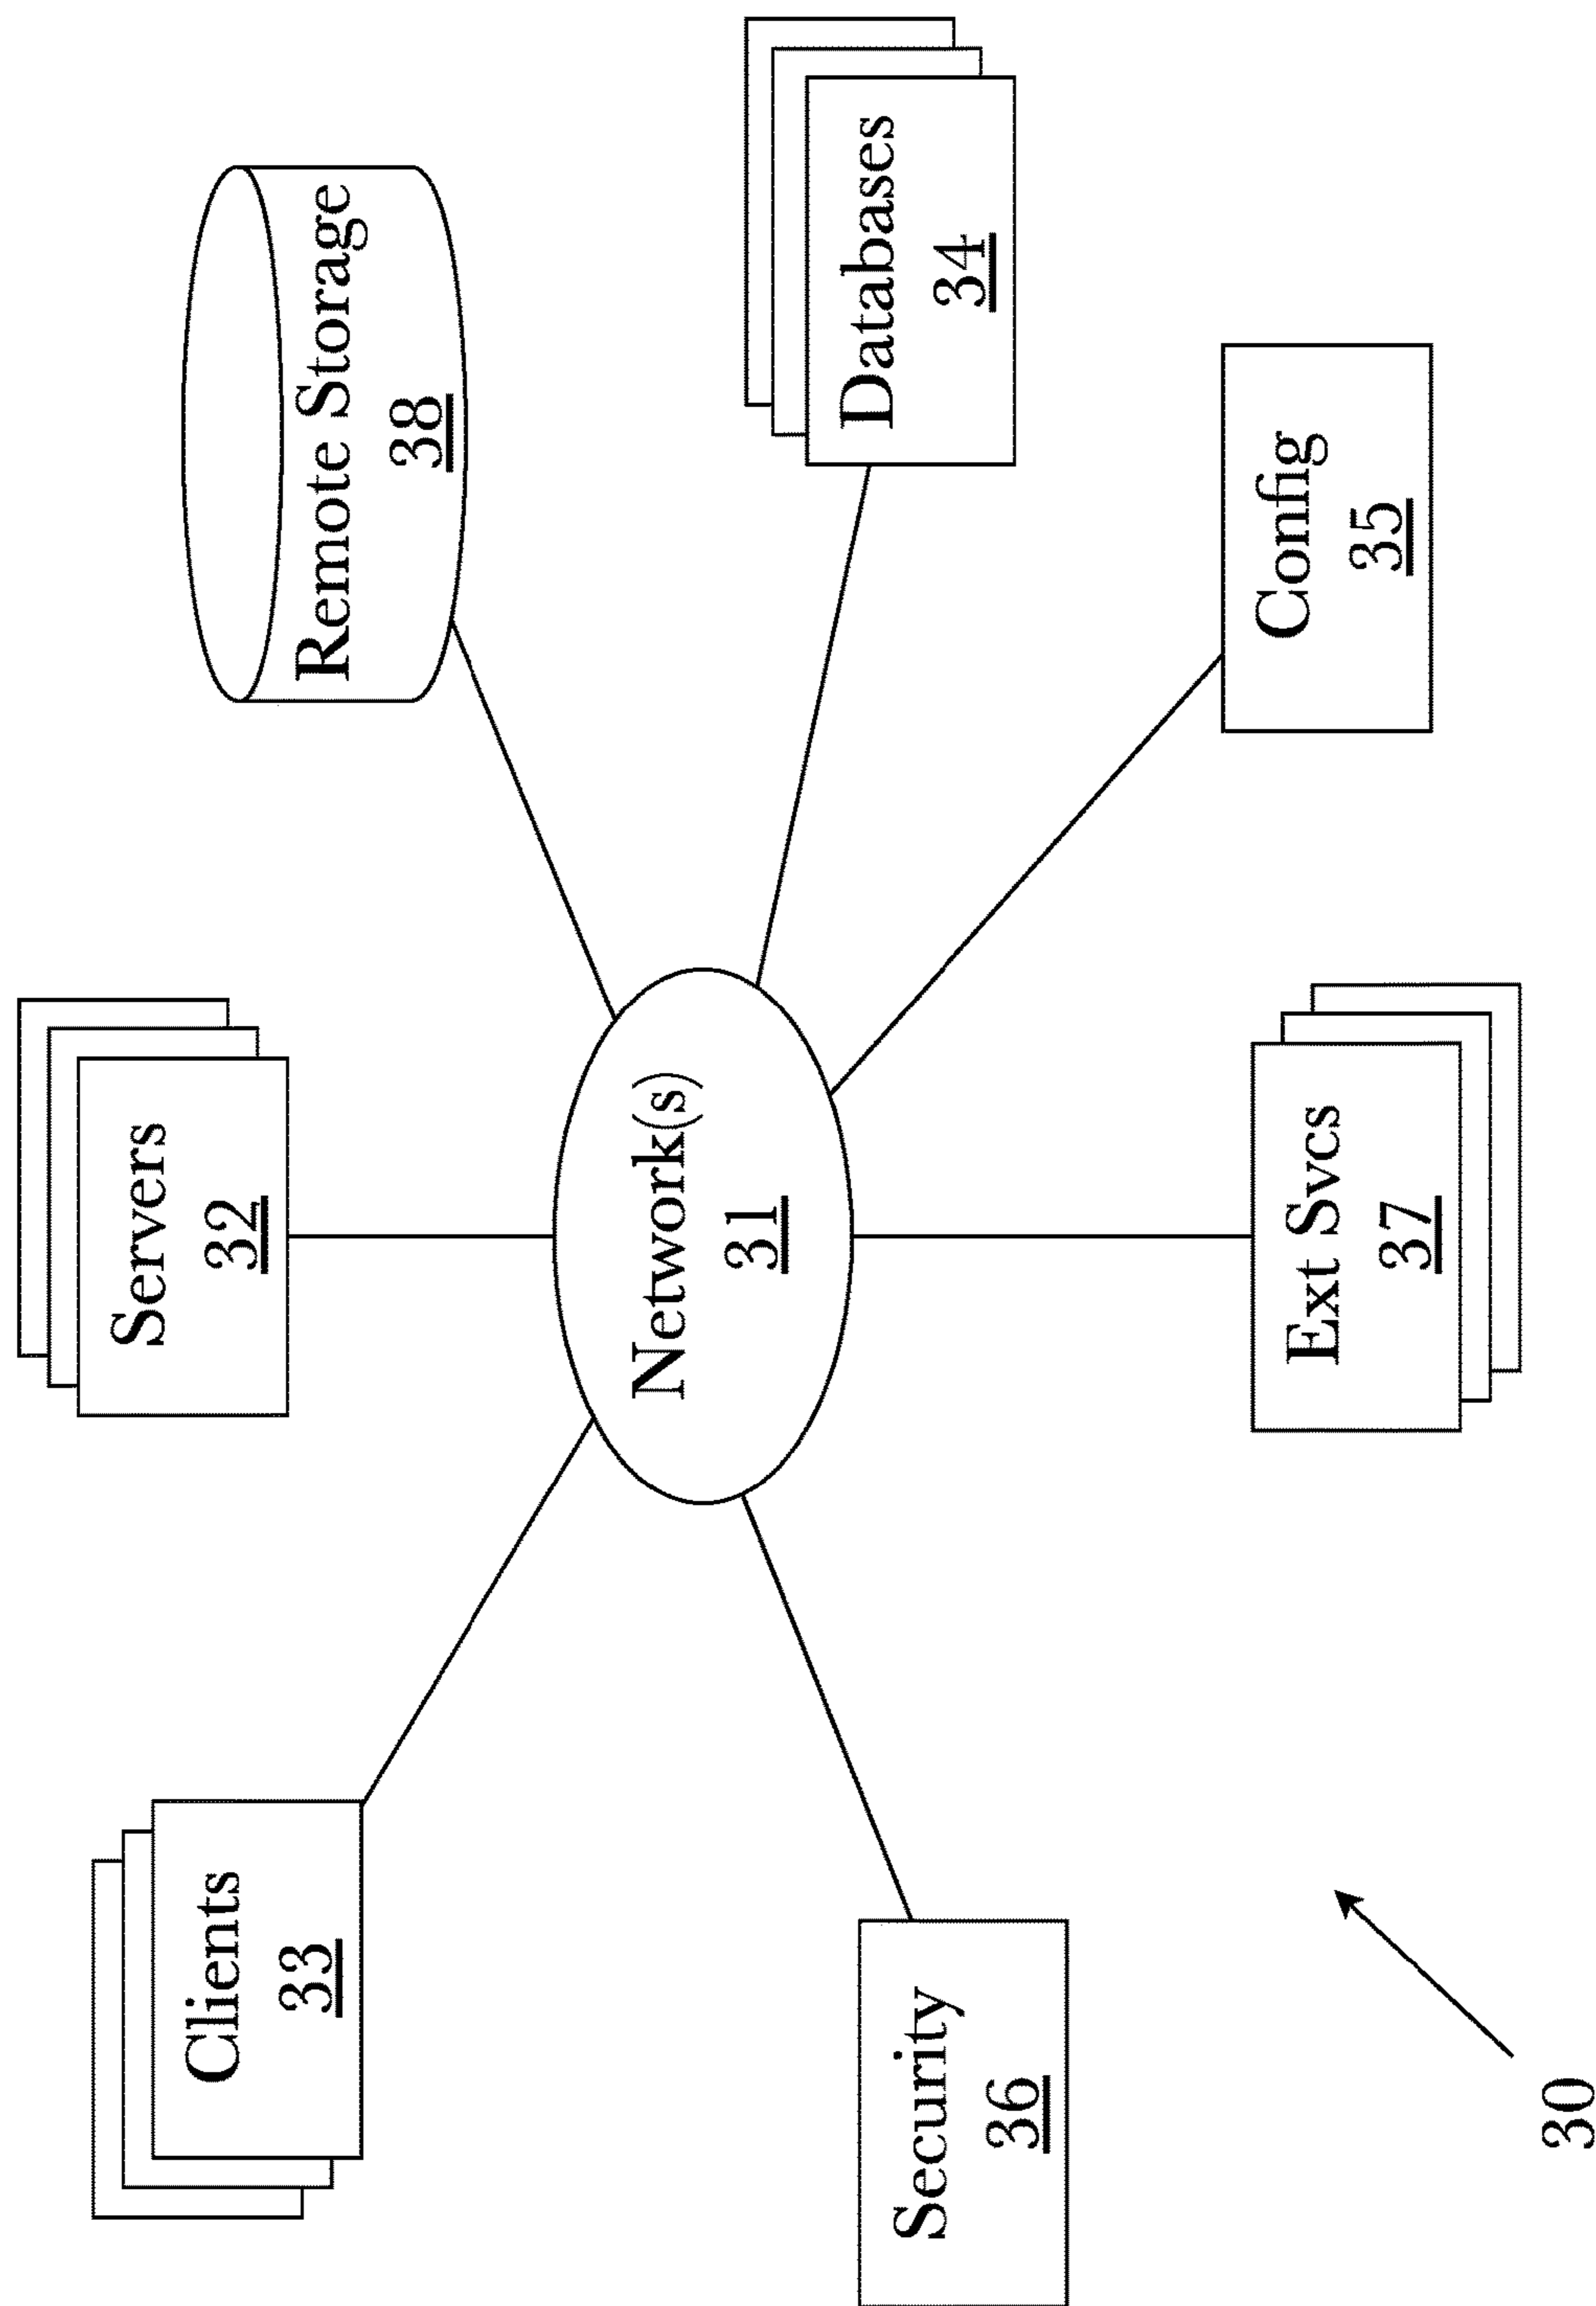 Servers
32
Remote Storage
38
Clients
33
Network(s)
31
Databases
34
Security
36
Ext Svcs
37
Config
35
30